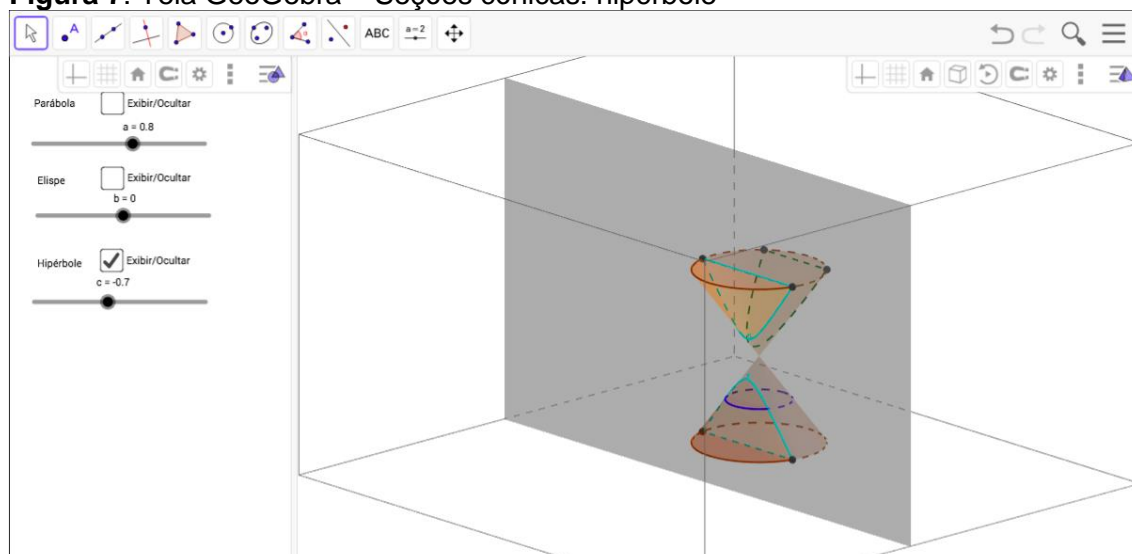 Figura 7: Tela GeoGebra – Seções cônicas: hipérbole
A
ABC
a=2
Parábola
Exibir/Ocultar
a = 0.8
Elispe
Exibir/Ocultar
b = 0
Hipérbole
Exibir/Ocultar
c = -0.7